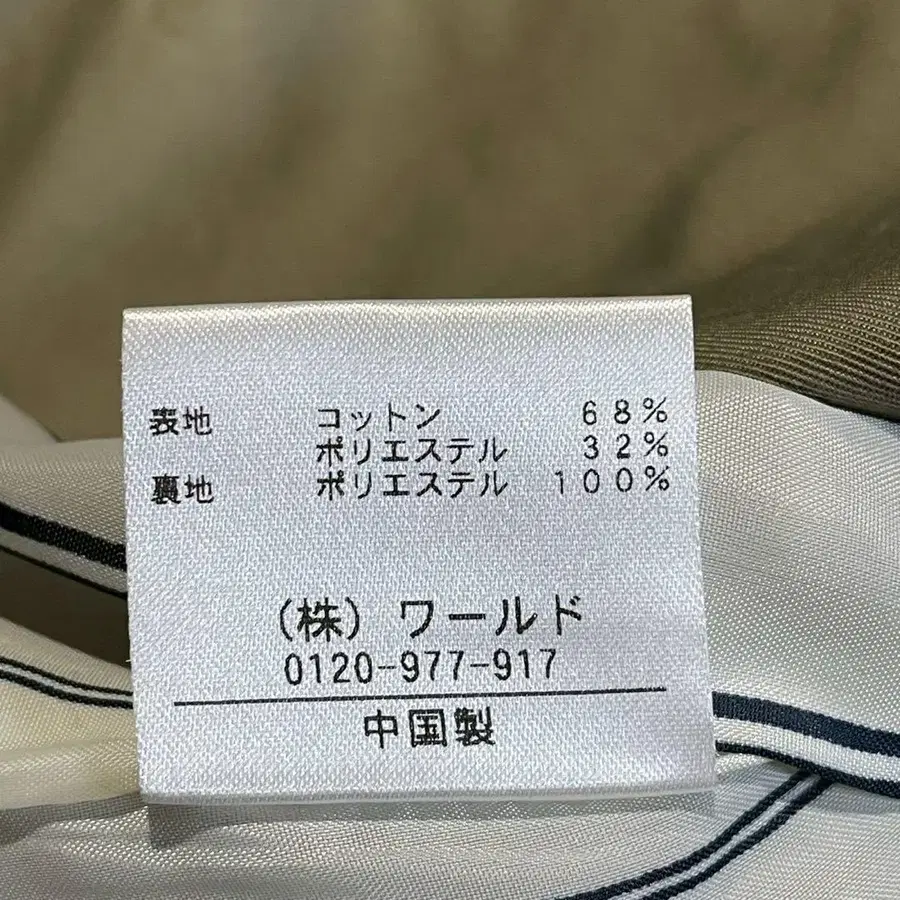 表地 コットン 68%
ポリエステル 32%
裏地 ポリエステル 100%
(株) ワールド
0120-977-917
中国製